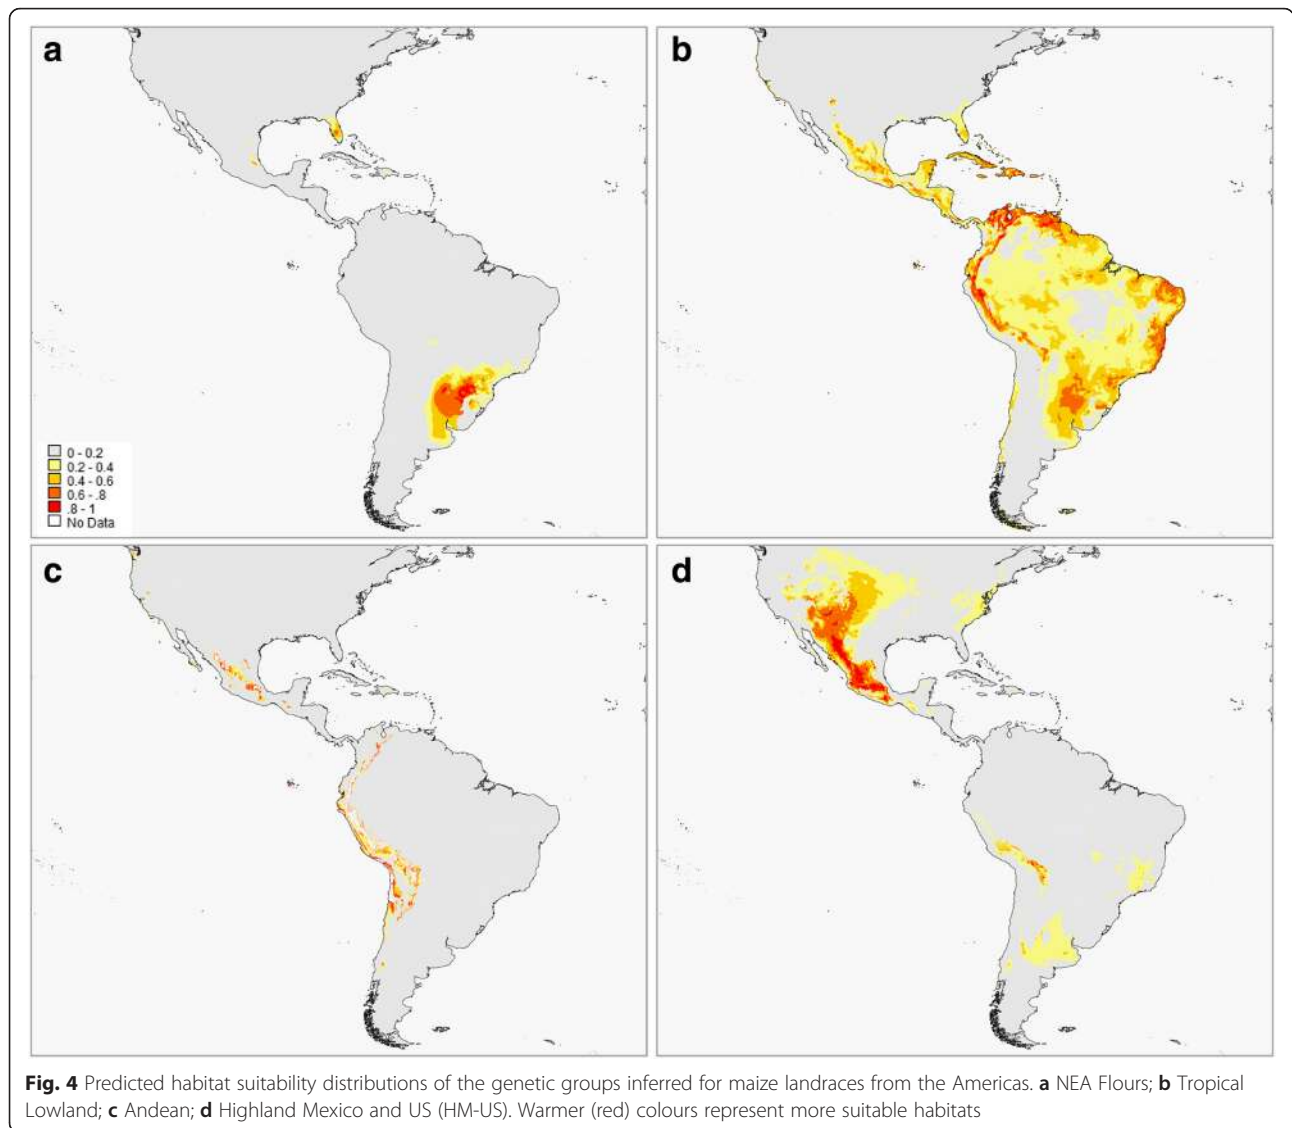 a
b
0 - 0.2
0.2 - 0.4
0.4 - 0.6
0.6 - .8
.8 - 1
No Data
c
d
Fig. 4 Predicted habitat suitability distributions of the genetic groups inferred for maize landraces from the Americas. a NEA Flours; b Tropical
Lowland; c Andean; d Highland Mexico and US (HM-US). Warmer (red) colours represent more suitable habitats